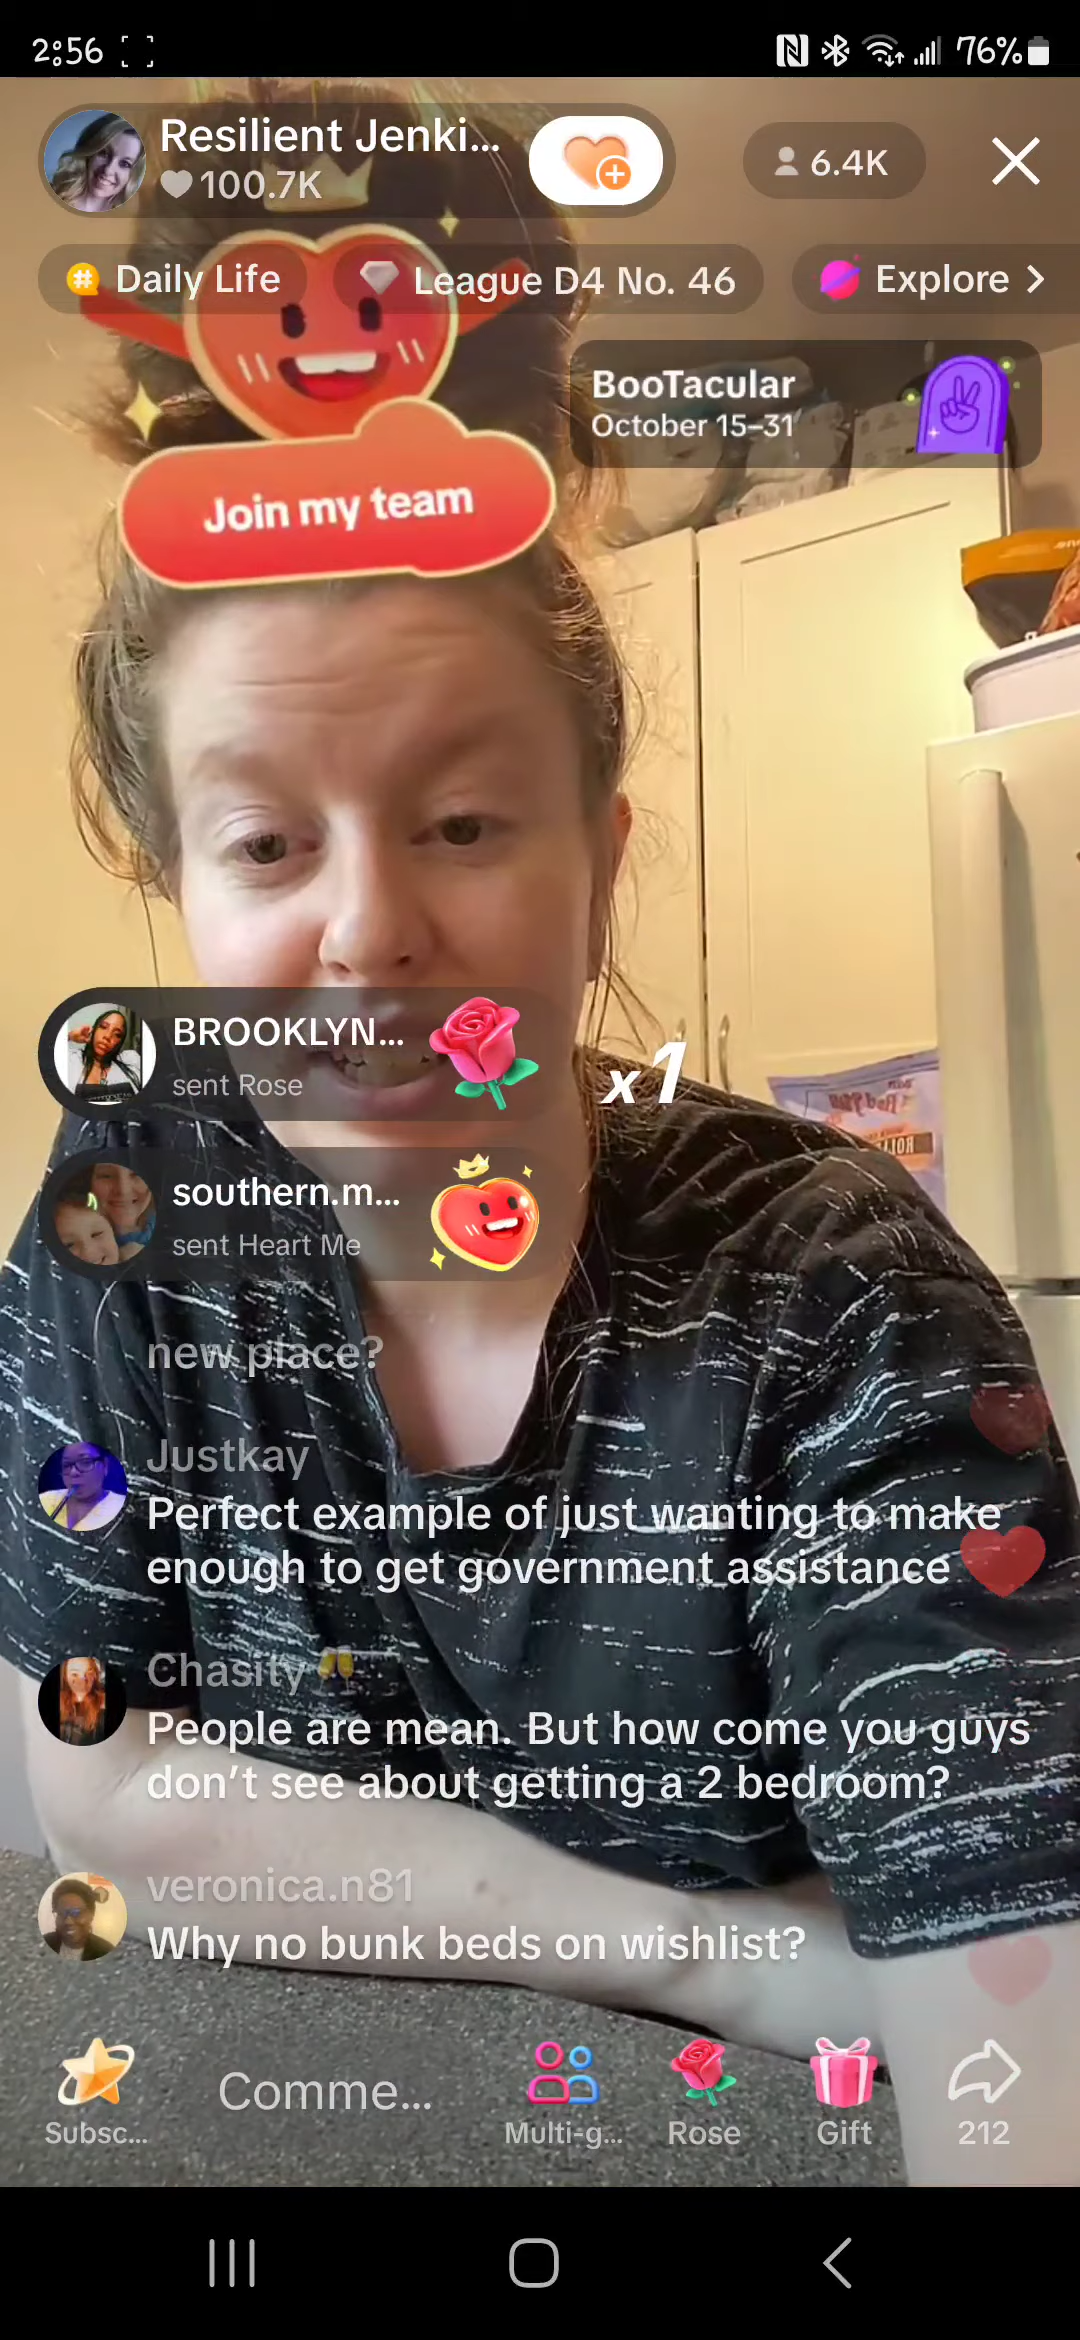 2:56
76%
Resilient Jenki...
100.7K
6.4K
Daily Life
League D4 No. 46
Explore
BooTacular
October 15–31
Join my team
BROOKLYN...
sent Rose
x1
southern.m...
sent Heart Me
new place?
Justkay
Perfect example of just wanting to make
enough to get government assistance
Chasity🥂
People are mean. But how come you guys
don't see about getting a 2 bedroom?
veronica.n81
Why no bunk beds on wishlist?
Comme...
Subsc...
Multi-g...
Rose
Gift
212